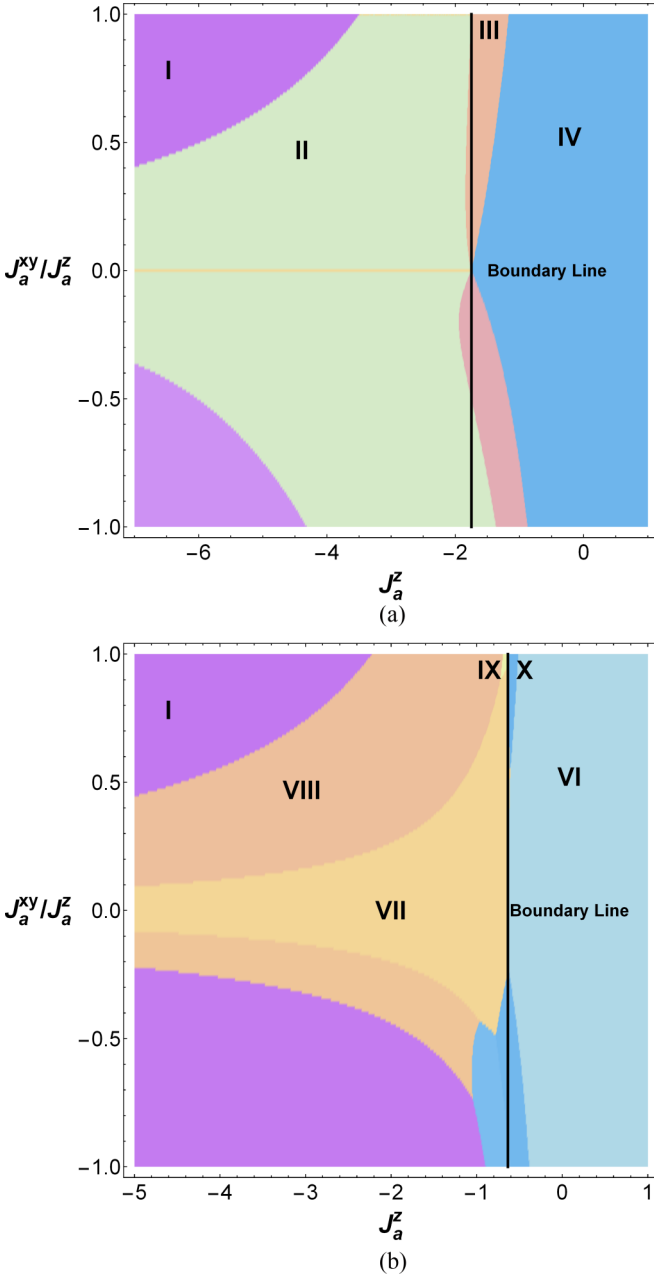 1.0
I
III
0.5
II
IV
J_a^{xy}/J_a^z
0.0
Boundary Line
−0.5
−1.0
−6
−4
−2
0
J_a^z
(a)
1.0
IX
X
I
0.5
VIII
VI
J_a^{xy}/J_a^z
0.0
VII
Boundary Line
−0.5
−1.0
−5
−4
−3
−2
−1
0
1
J_a^z
(b)